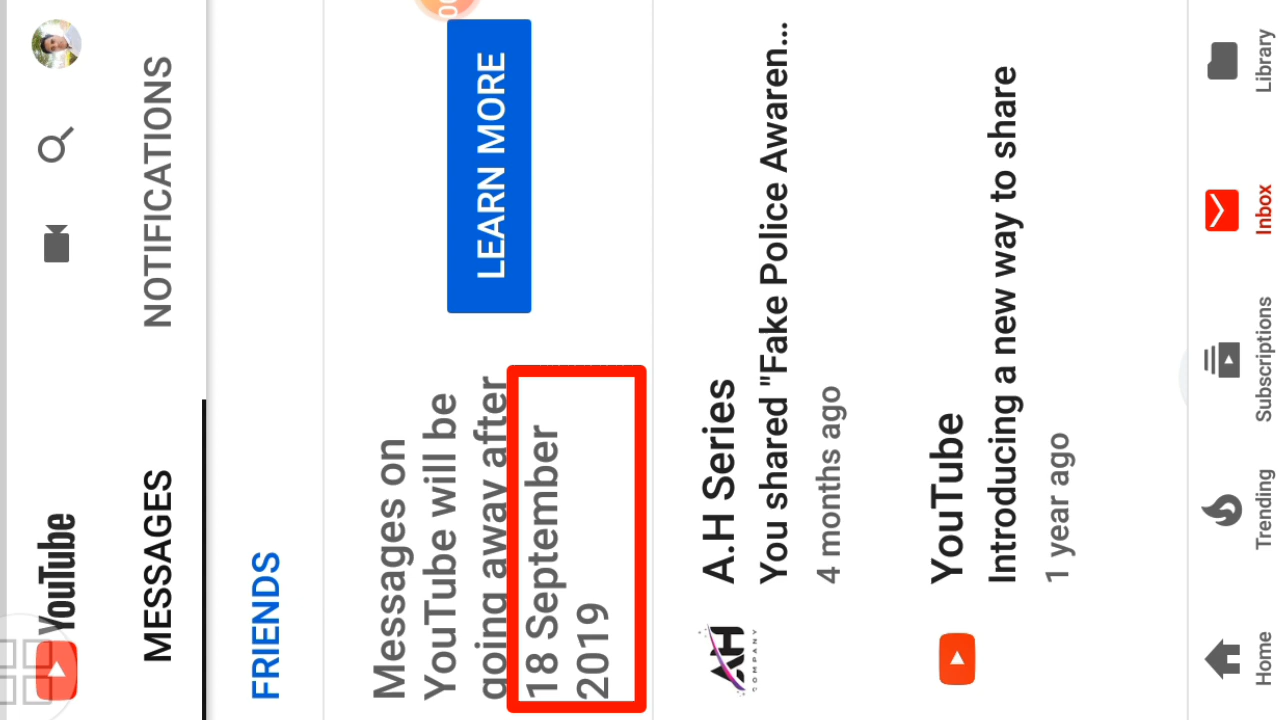 YouTube
MESSAGES
NOTIFICATIONS
FRIENDS
Messages on
YouTube will be
going away after
18 September
2019
LEARN MORE
A.H Series
You shared "Fake Police Awaren...
4 months ago
AH
COMPANY
YouTube
Introducing a new way to share
1 year ago
Home
Trending
Subscriptions
Inbox
Library